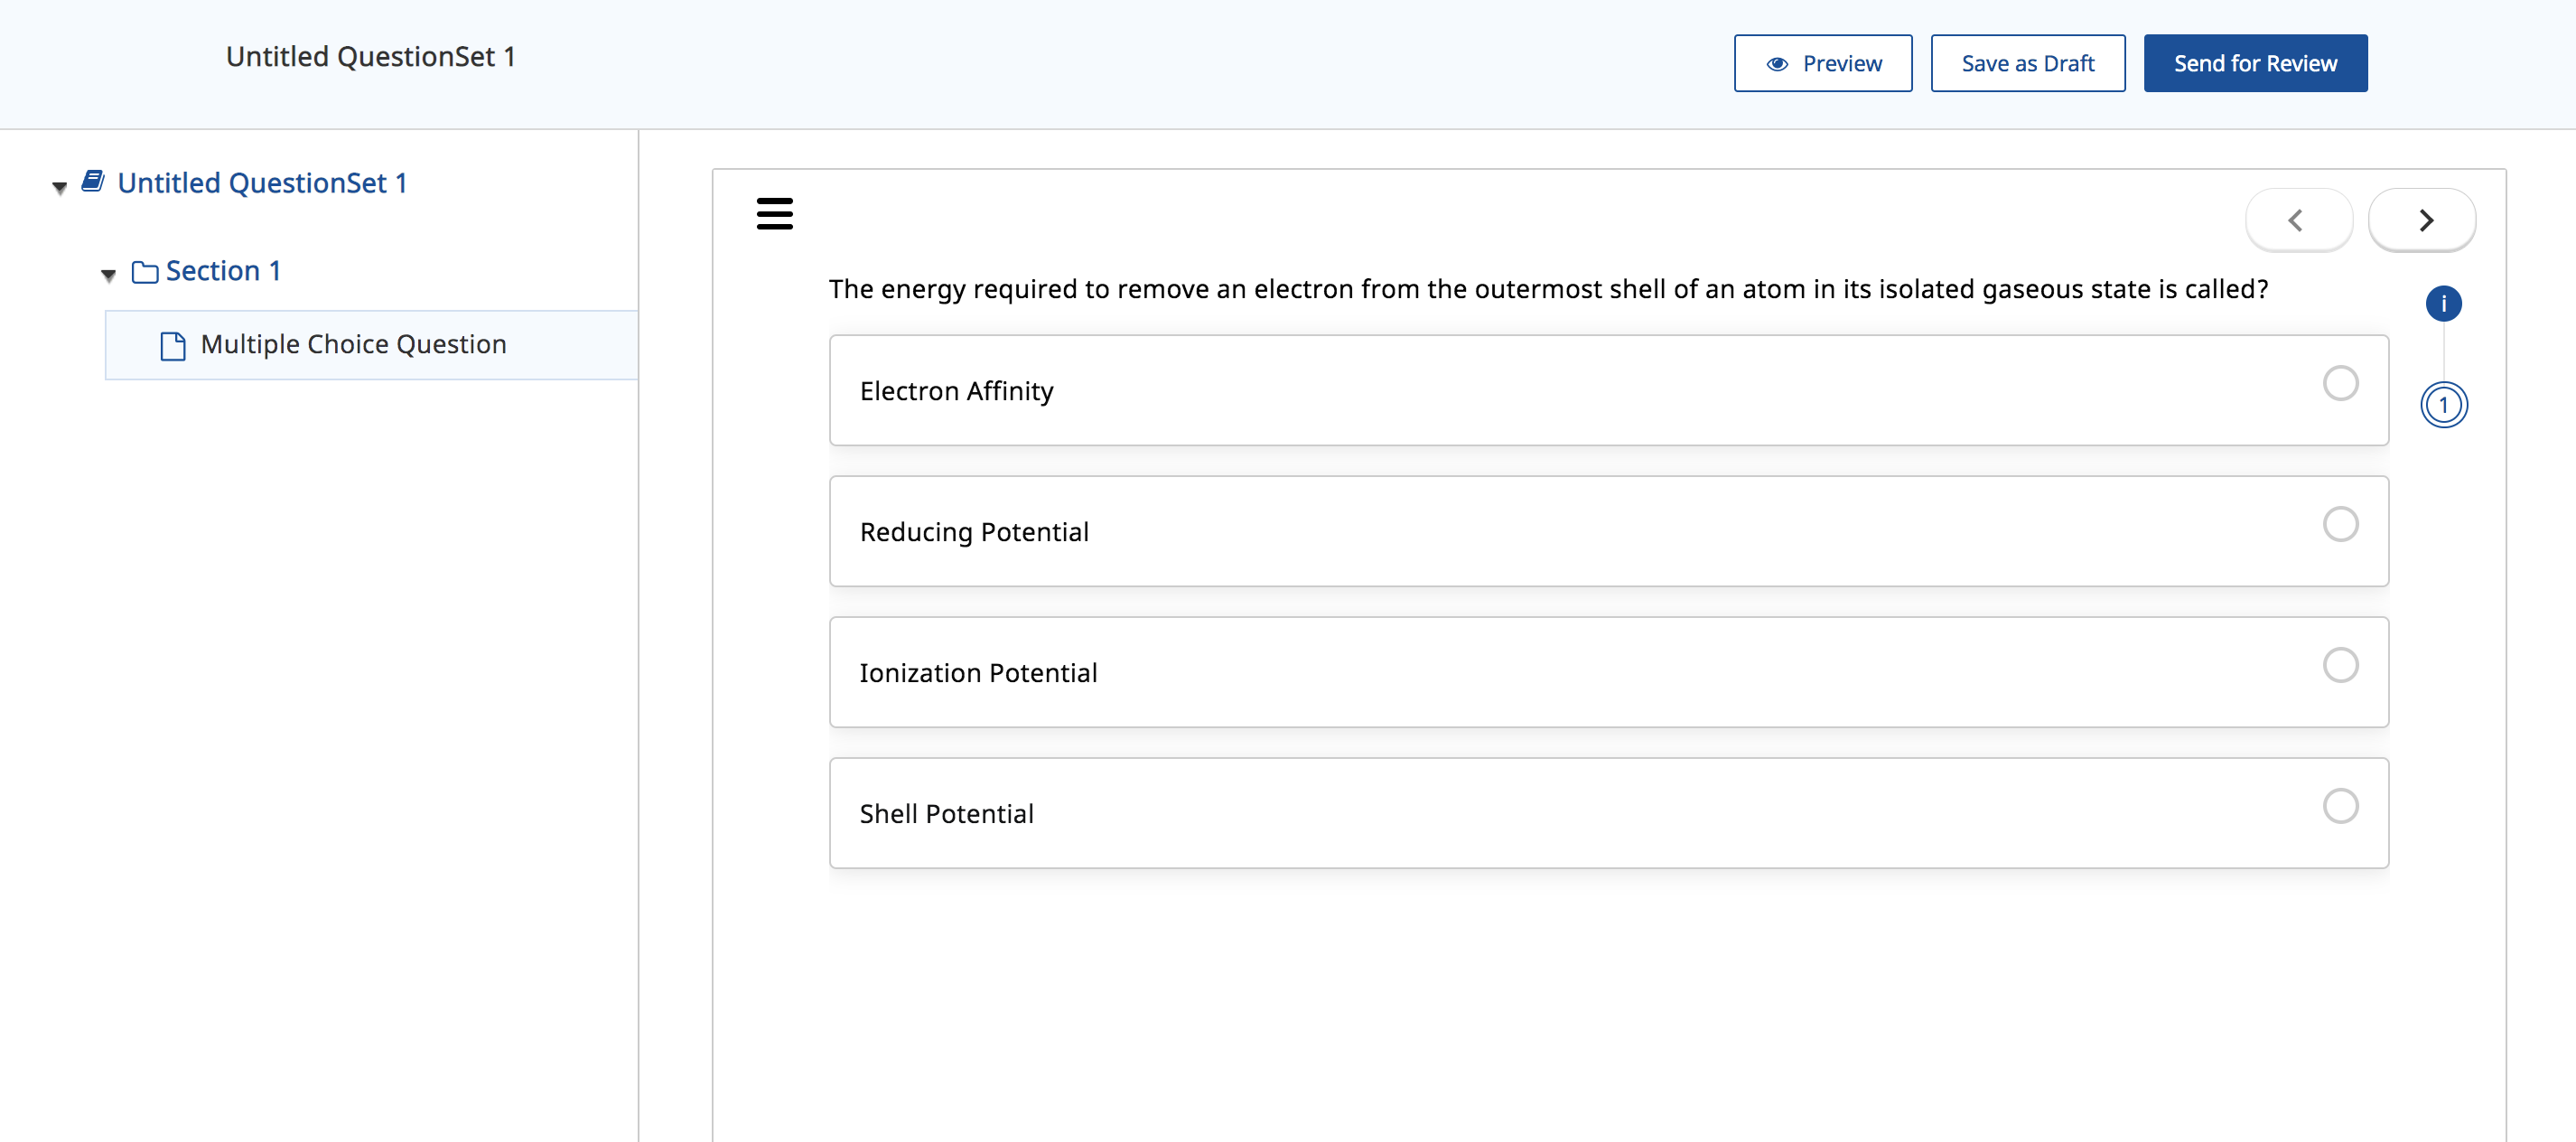 Untitled QuestionSet 1
Preview
Save as Draft
Send for Review
Untitled QuestionSet 1
Section 1
Multiple Choice Question
The energy required to remove an electron from the outermost shell of an atom in its isolated gaseous state is called?
i
Electron Affinity
1
Reducing Potential
Ionization Potential
Shell Potential